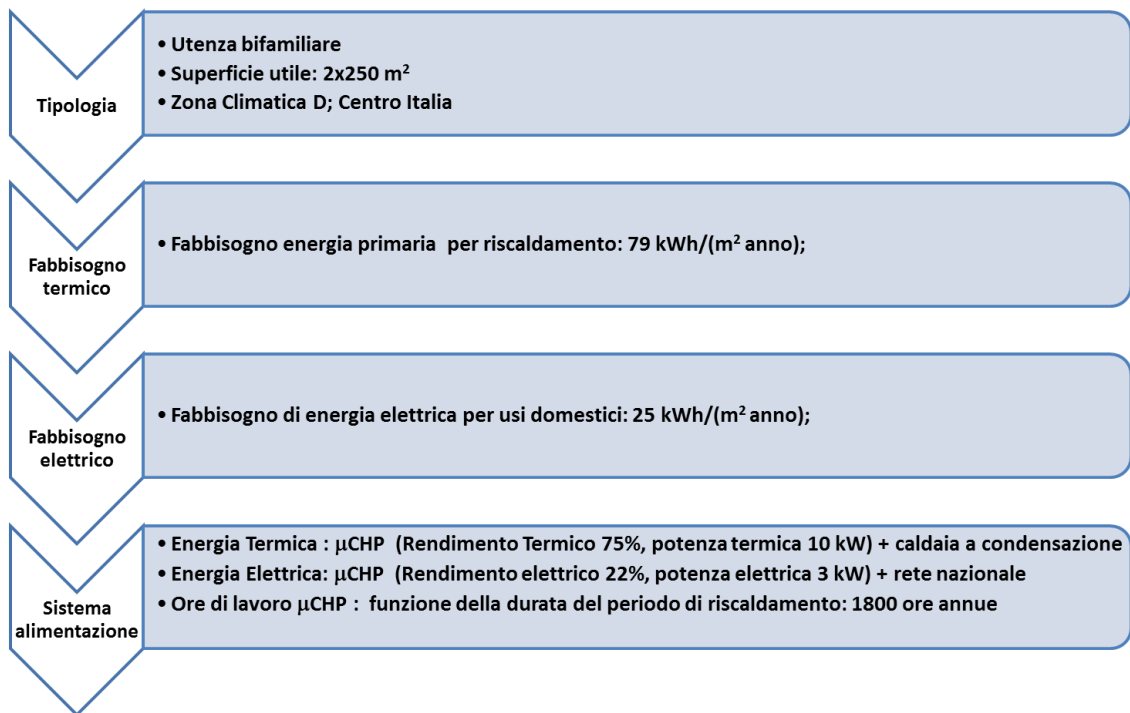 Tipologia
• Utenza bifamiliare
• Superficie utile: 2x250 m²
• Zona Climatica D; Centro Italia
Fabbisogno
termico
• Fabbisogno energia primaria per riscaldamento: 79 kWh/(m² anno);
Fabbisogno
elettrico
• Fabbisogno di energia elettrica per usi domestici: 25 kWh/(m² anno);
Sistema
alimentazione
• Energia Termica : μCHP (Rendimento Termico 75%, potenza termica 10 kW) + caldaia a condensazione
• Energia Elettrica: μCHP (Rendimento elettrico 22%, potenza elettrica 3 kW) + rete nazionale
• Ore di lavoro μCHP : funzione della durata del periodo di riscaldamento: 1800 ore annue